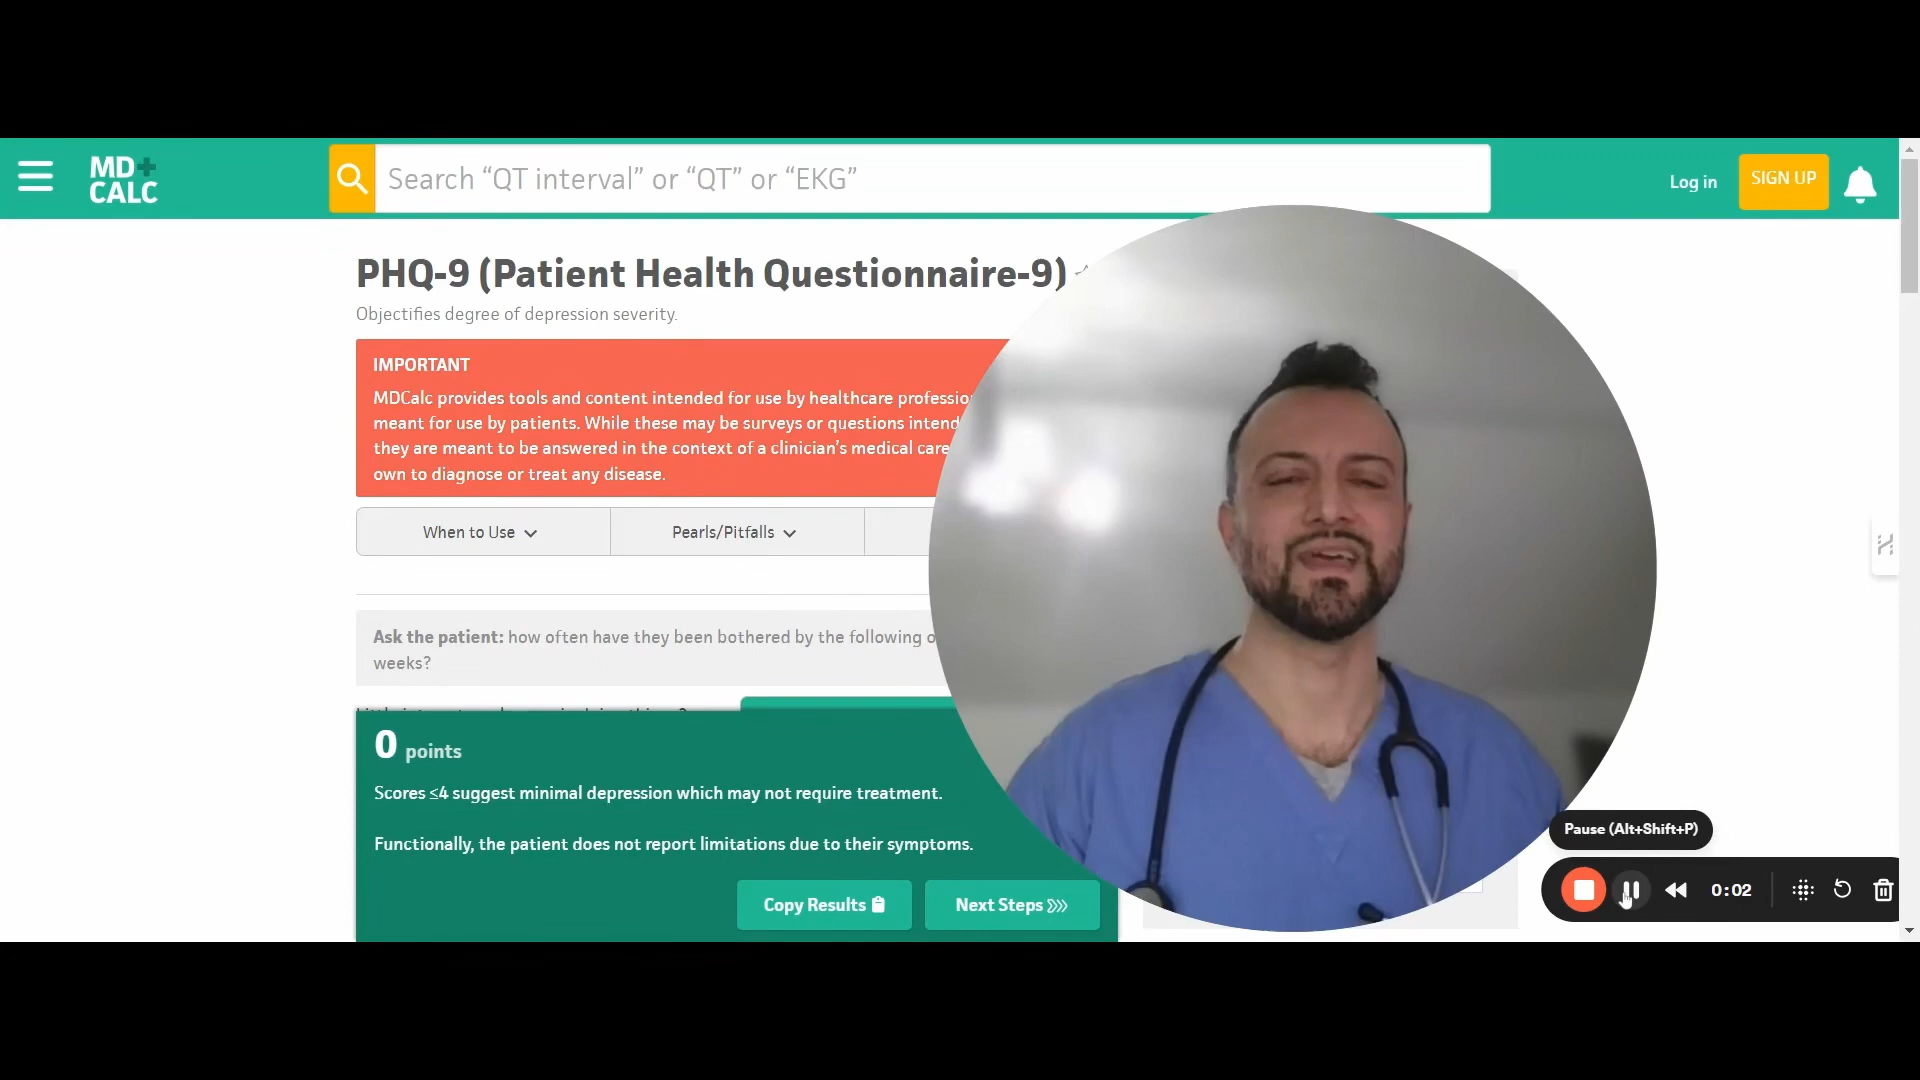 MD+
CALC
Search “QT interval” or “QT” or “EKG”
Log in
SIGN UP
PHQ-9 (Patient Health Questionnaire-9)
Objectifies degree of depression severity.
IMPORTANT
MDCalc provides tools and content intended for use by healthcare
meant for use by patients. While these may be surveys or questions
they are meant to be answered in the context of a clinician’s medical care
own to diagnose or treat any disease.
When to Use
Pearls/Pitfalls
Ask the patient: how often have they been bothered by the following
weeks?
0 points
Scores ≤4 suggest minimal depression which may not require treatment.
Functionally, the patient does not report limitations due to their symptoms.
Copy Results
Next Steps
Pause (Alt+Shift+P)
0:02